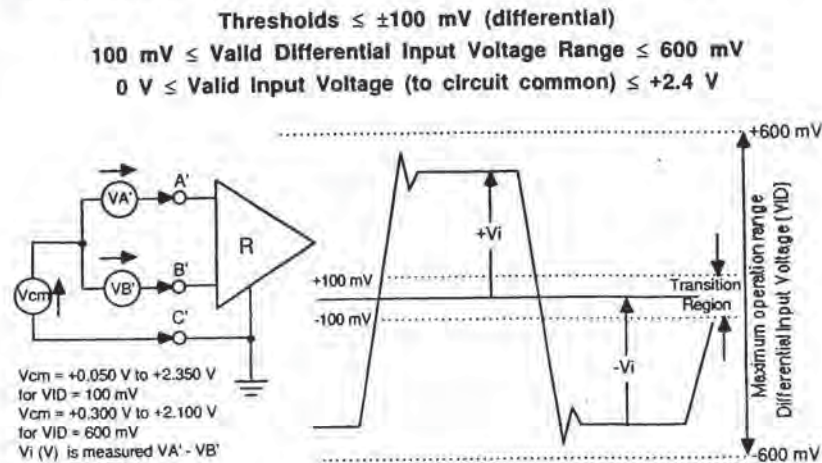 Thresholds ≤ ±100 mV (differential)
100 mV ≤ Valid Differential Input Voltage Range ≤ 600 mV
0 V ≤ Valid Input Voltage (to circuit common) ≤ +2.4 V
VA'
A'
VB'
B'
R
Vcm
C'
Vcm = +0.050 V to +2.350 V
for VID = 100 mV
Vcm = +0.300 V to +2.100 V
for VID = 600 mV
Vi (V) is measured VA' - VB'
+600 mV
+Vi
+100 mV
-100 mV
Transition
Region
-Vi
-600 mV
Maximum operation range
Differential Input Voltage (VID)